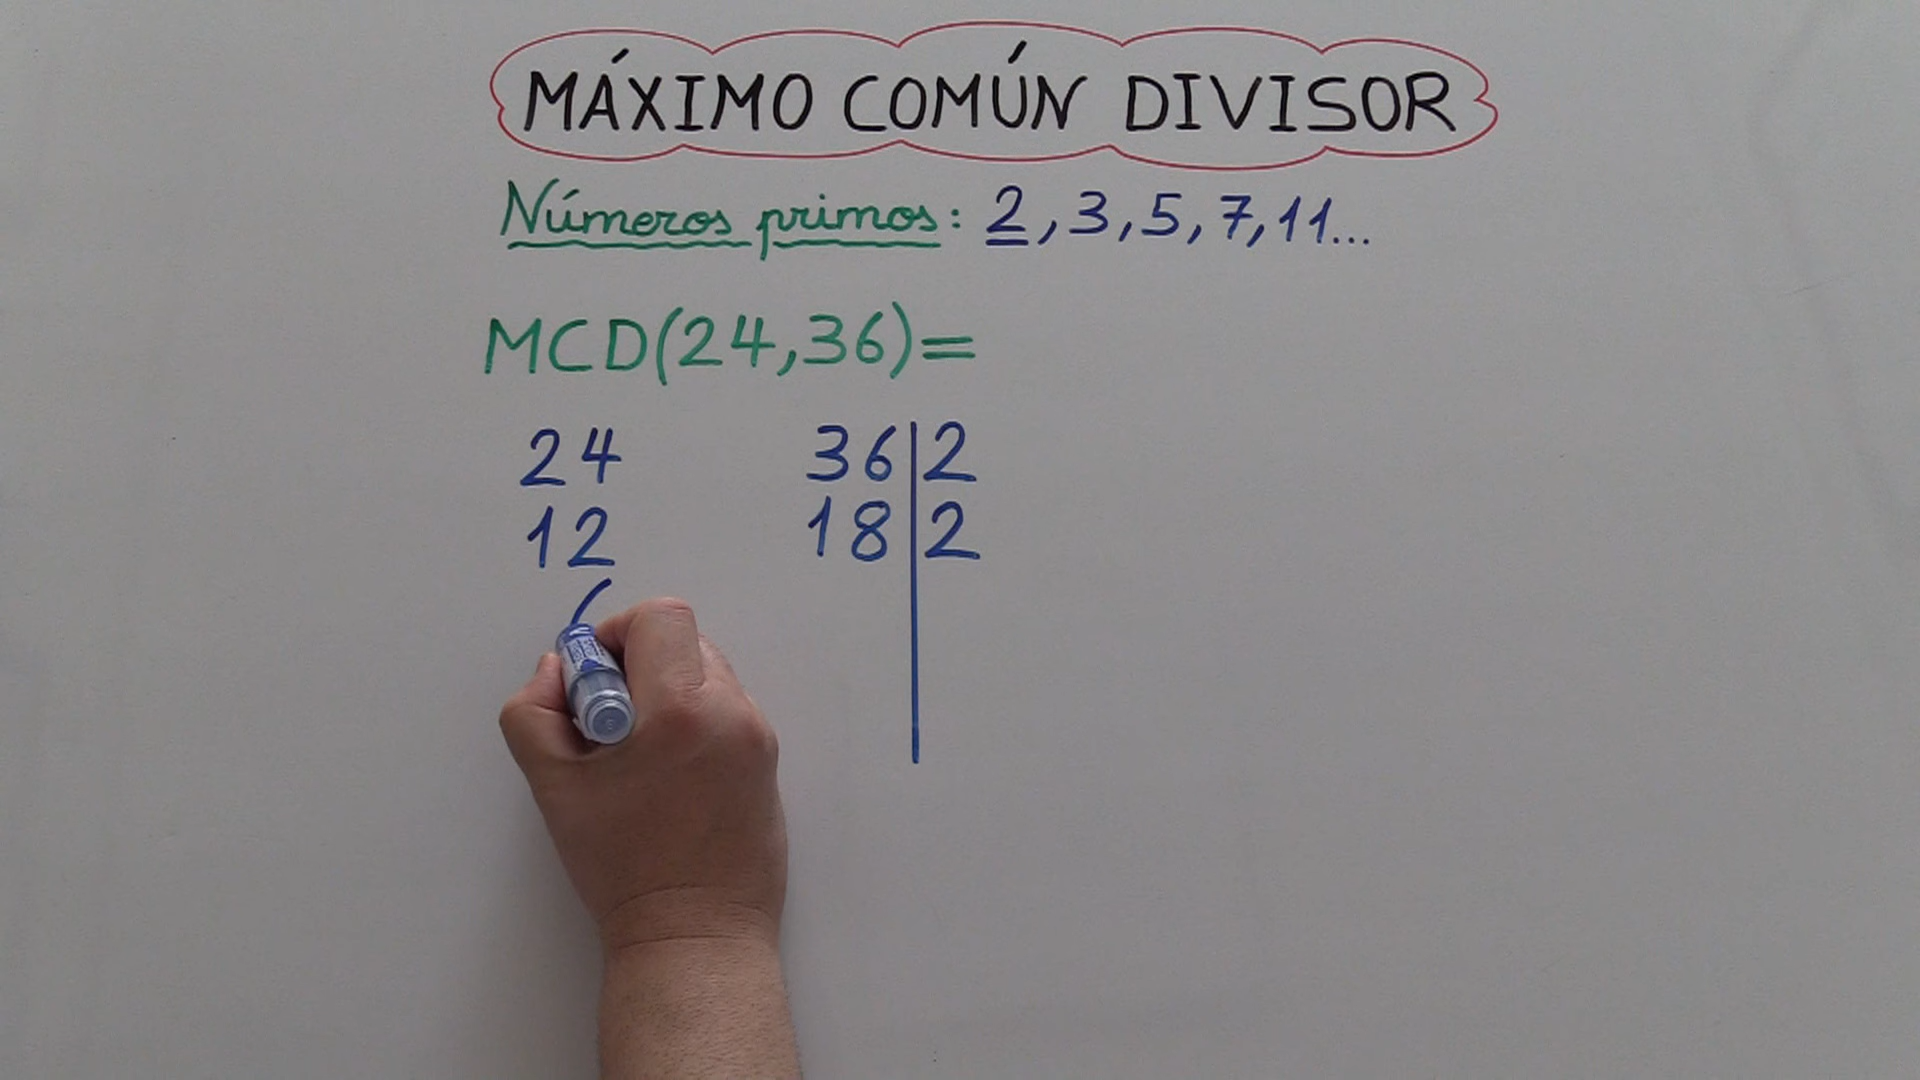 MÁXIMO COMÚN DIVISOR
Números primos: 2, 3, 5, 7, 11...
MCD(24,36)=
24 36 | 2
12 18 | 2